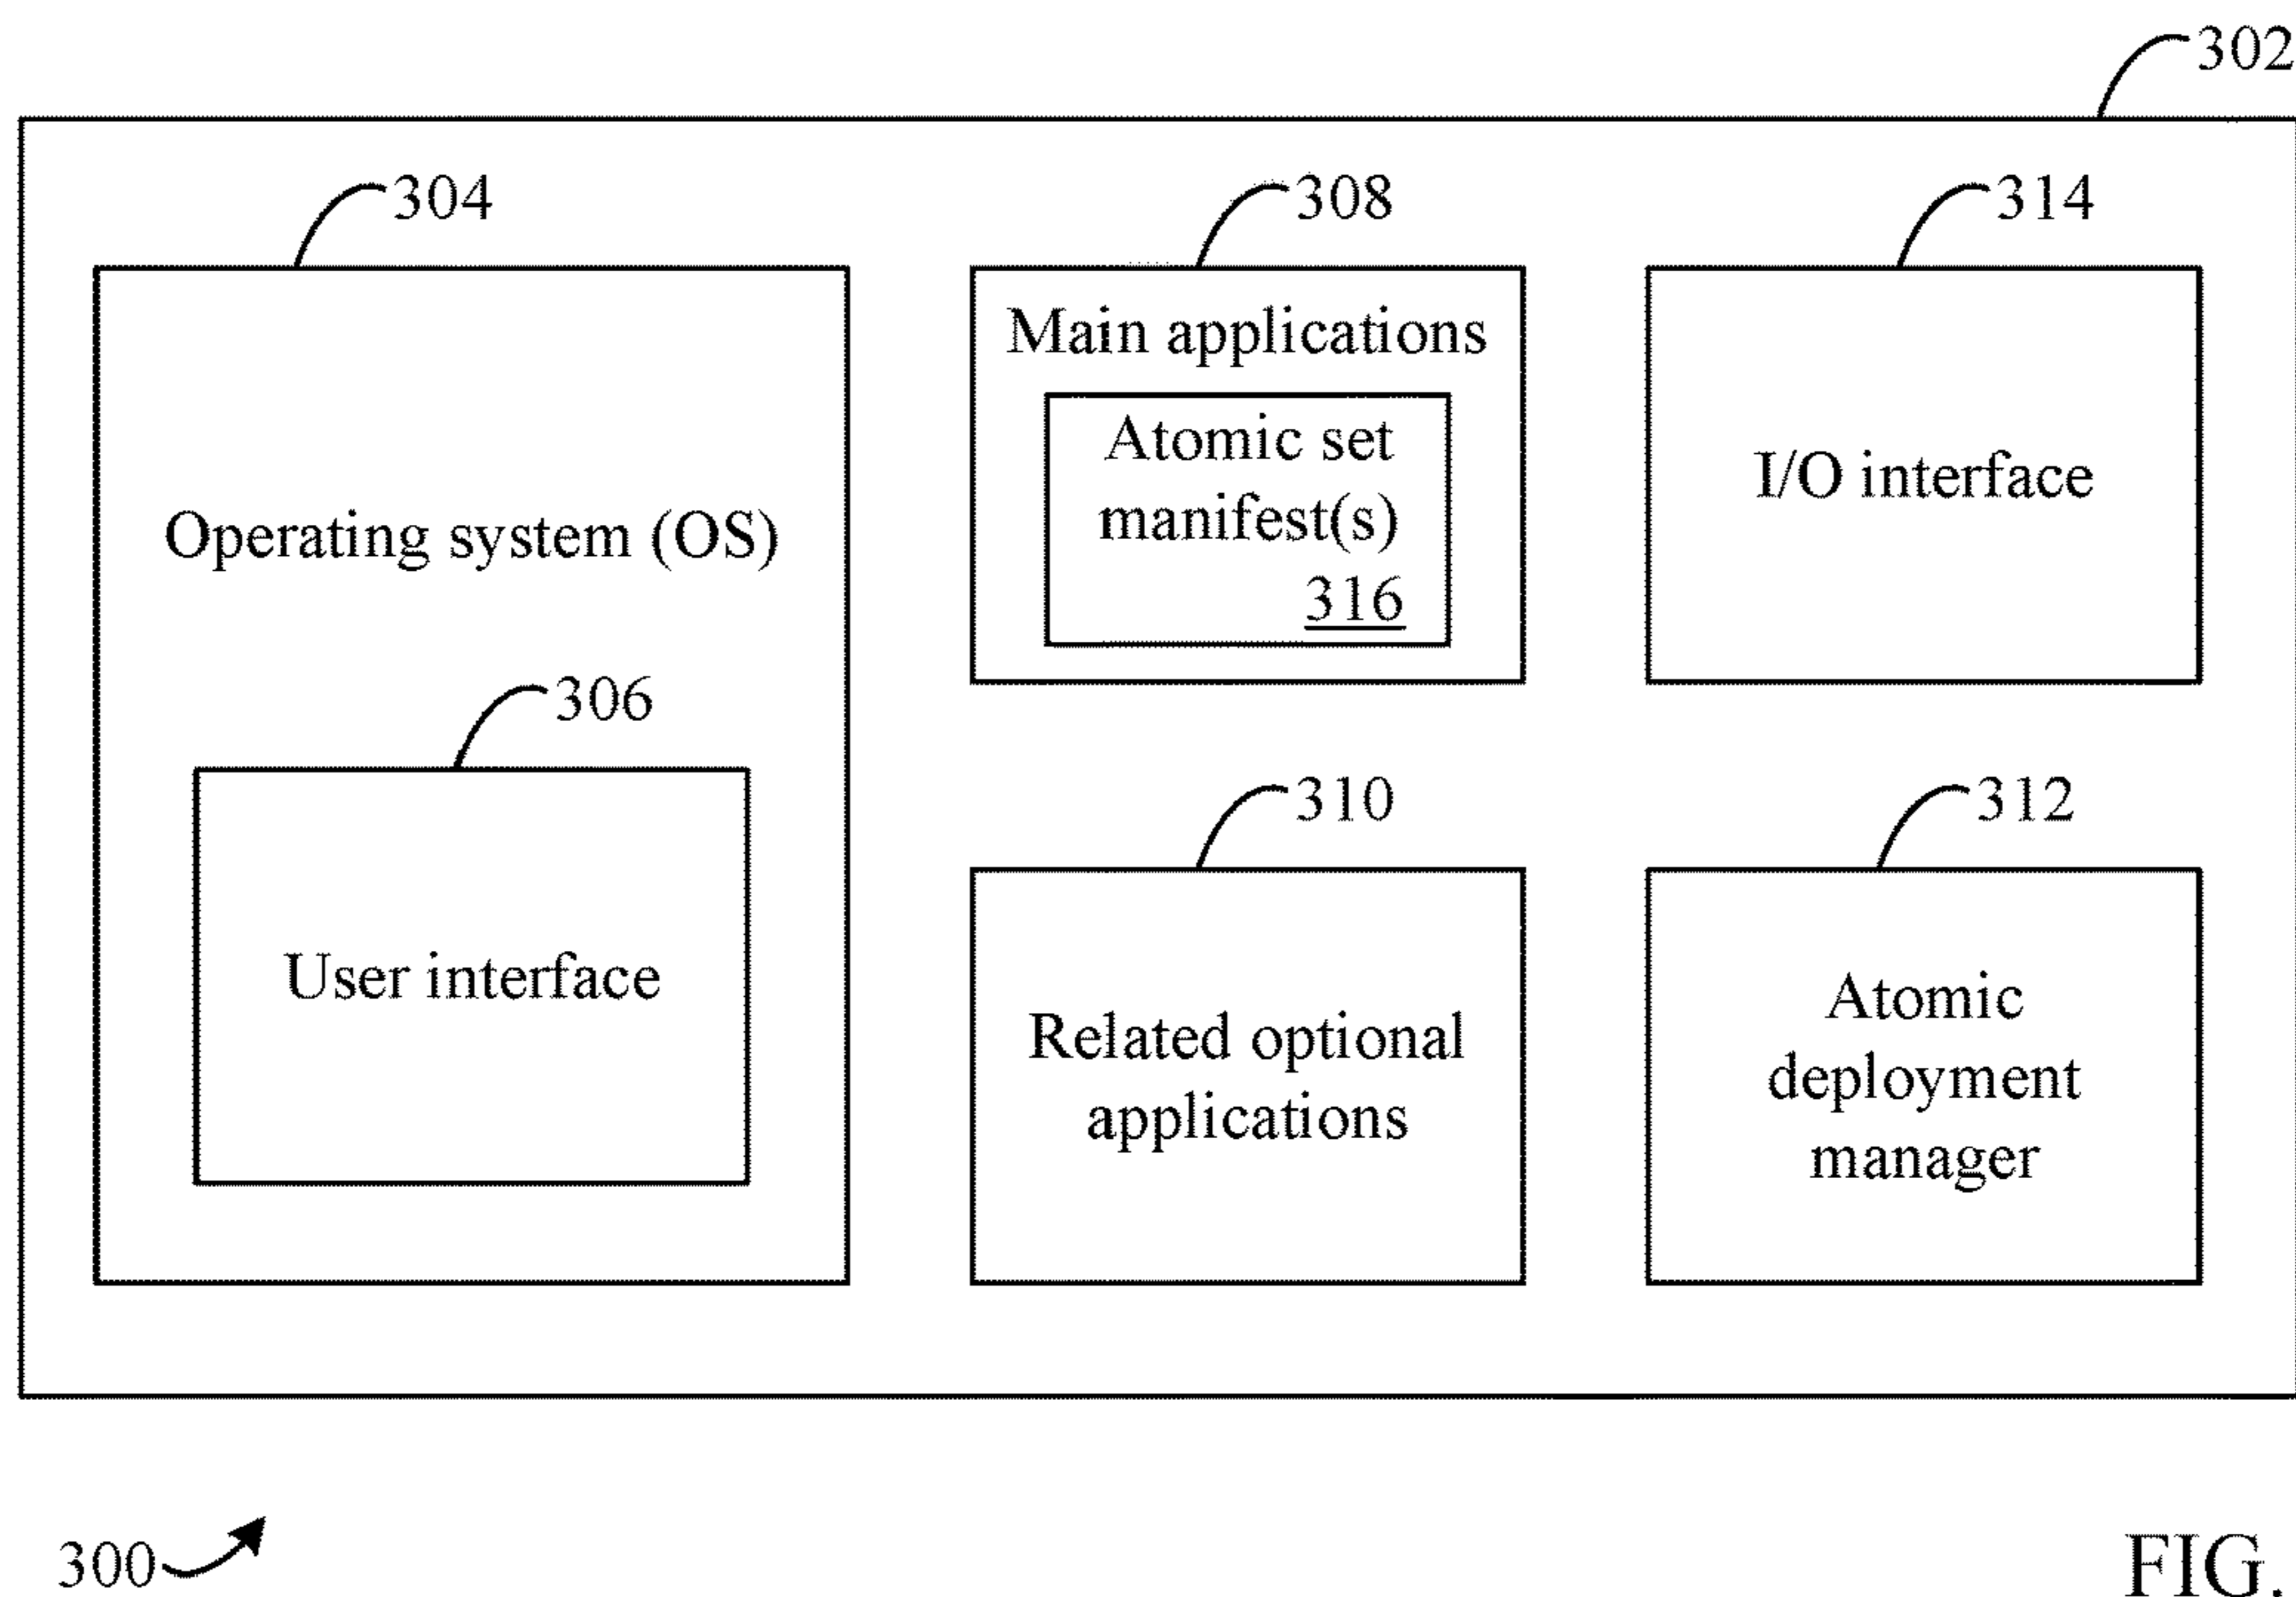 302
304
308
314
Main applications
Atomic set
manifest(s)
316
I/O interface
Operating system (OS)
306
User interface
310
312
Related optional
applications
Atomic
deployment
manager
300
FIG.